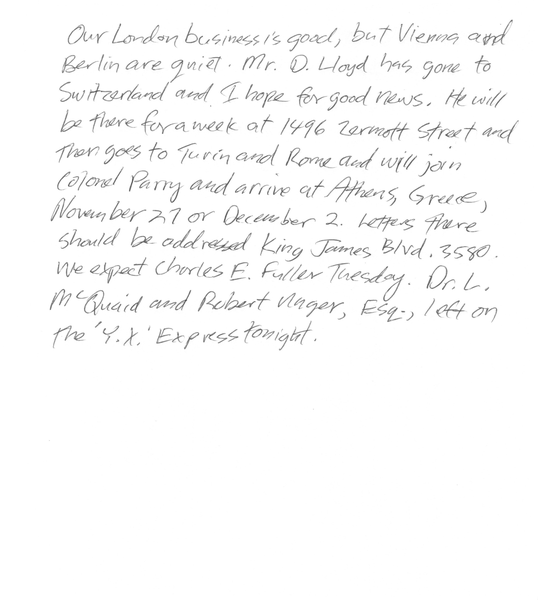 Our London business is good, but Vienna and
Berlin are quiet. Mr. D. Lloyd has gone to
Switzerland and I hope for good news. He will
be there for a week at 1496 Zermott Street and
then goes to Turin and Rome and will join
Colonel Parry and arrive at Athens, Greece,
November 27 or December 2. Letters there
should be addressed King James Blvd. 3580.
We expect Charles E. Fuller Tuesday. Dr. L.
McQuaid and Robert Unger, Esq., left on
the 'Y.X.' Express tonight.